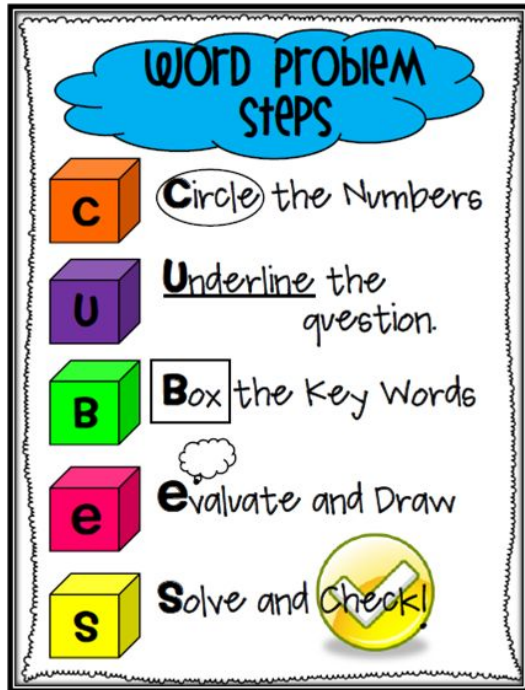 WORD PROBLEM
STEPS
C
Circle the Numbers
U
Underline the
question.
B
Box the Key Words
e
evaluate and Draw
S
Solve and Check!